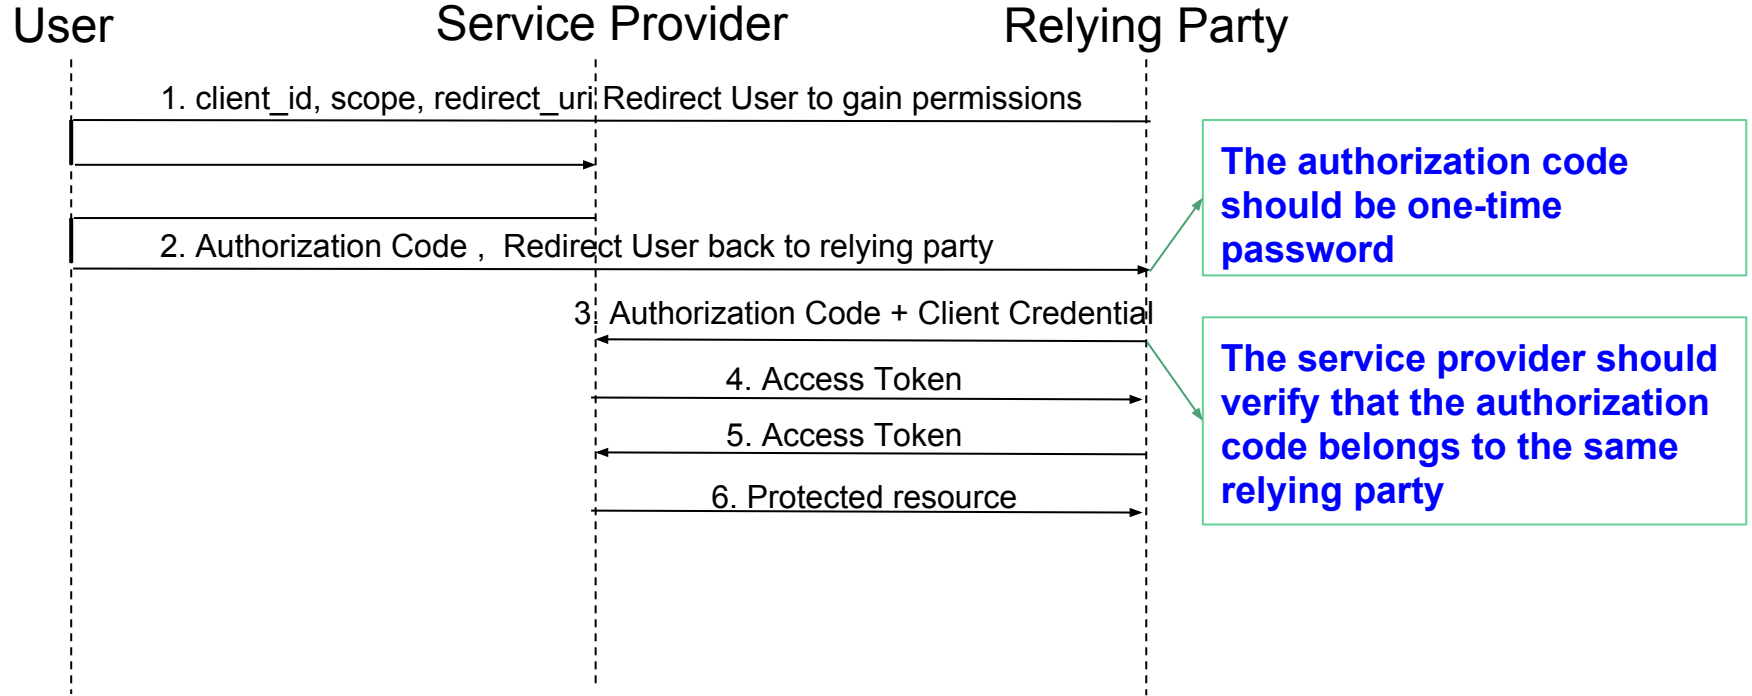 User
Service Provider
Relying Party
1. client_id, scope, redirect_uri Redirect User to gain permissions
The authorization code
should be one-time
password
2. Authorization Code , Redirect User back to relying party
3. Authorization Code + Client Credential
The service provider should
verify that the authorization
code belongs to the same
relying party
4. Access Token
5. Access Token
6. Protected resource